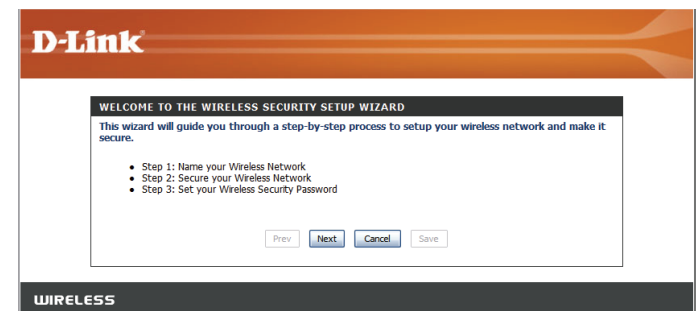 D-Link
WELCOME TO THE WIRELESS SECURITY SETUP WIZARD
This wizard will guide you through a step-by-step process to setup your wireless network and make it
secure.
• Step 1: Name your Wireless Network
• Step 2: Secure your Wireless Network
• Step 3: Set your Wireless Security Password
Prev Next Cancel Save
WIRELESS